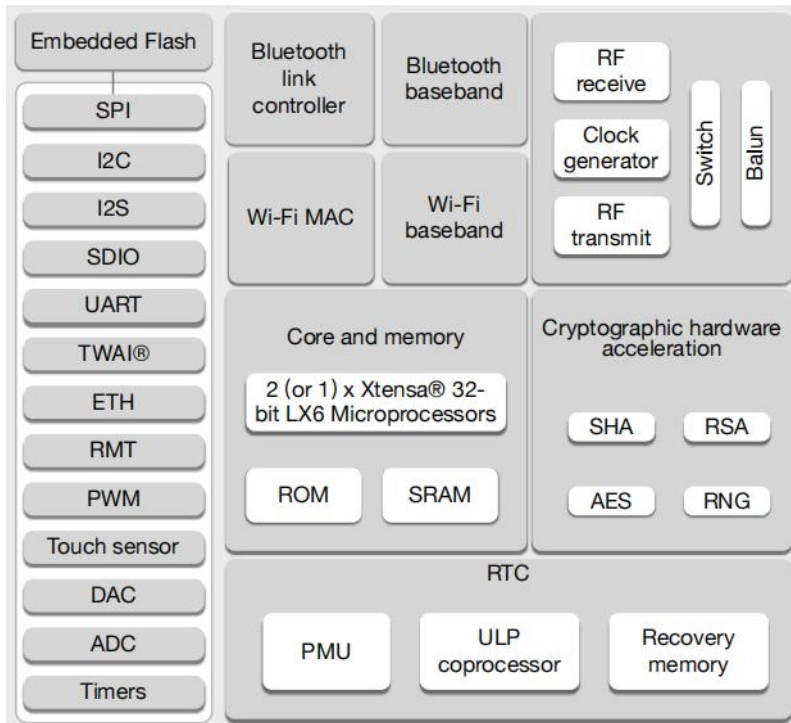 Embedded Flash
SPI
I2C
I2S
SDIO
UART
TWAI®
ETH
RMT
PWM
Touch sensor
DAC
ADC
Timers
Bluetooth
link
controller
Bluetooth
baseband
Wi-Fi MAC
Wi-Fi
baseband
RF
receive
Clock
generator
RF
transmit
Switch
Balun
Core and memory
2 (or 1) x Xtensa® 32-
bit LX6 Microprocessors
ROM
SRAM
Cryptographic hardware
acceleration
SHA
RSA
AES
RNG
RTC
PMU
ULP
coprocessor
Recovery
memory